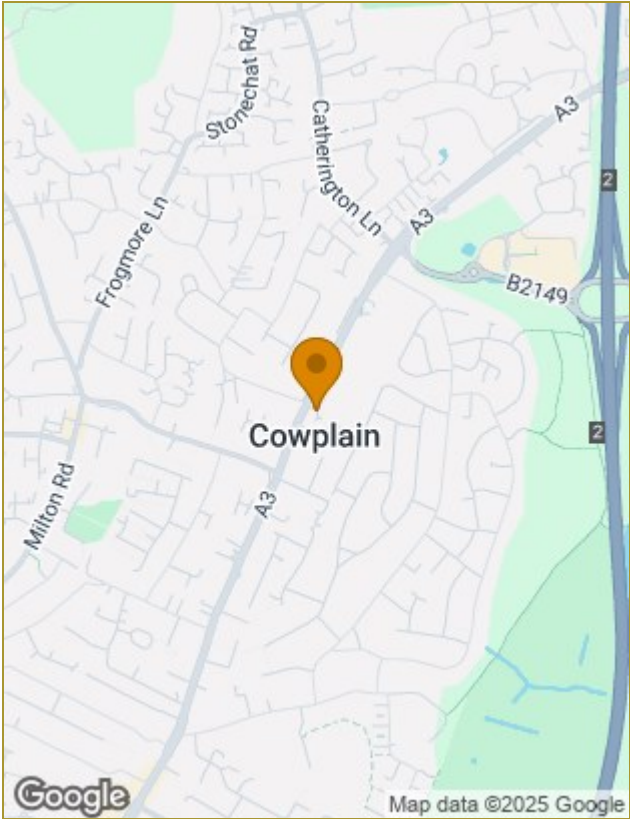 Stonechat Rd
Catherington Ln
A3
2
Frogmore Ln
A3
B2149
Cowplain
2
Milton Rd
A3
Google
Map data ©2025 Google